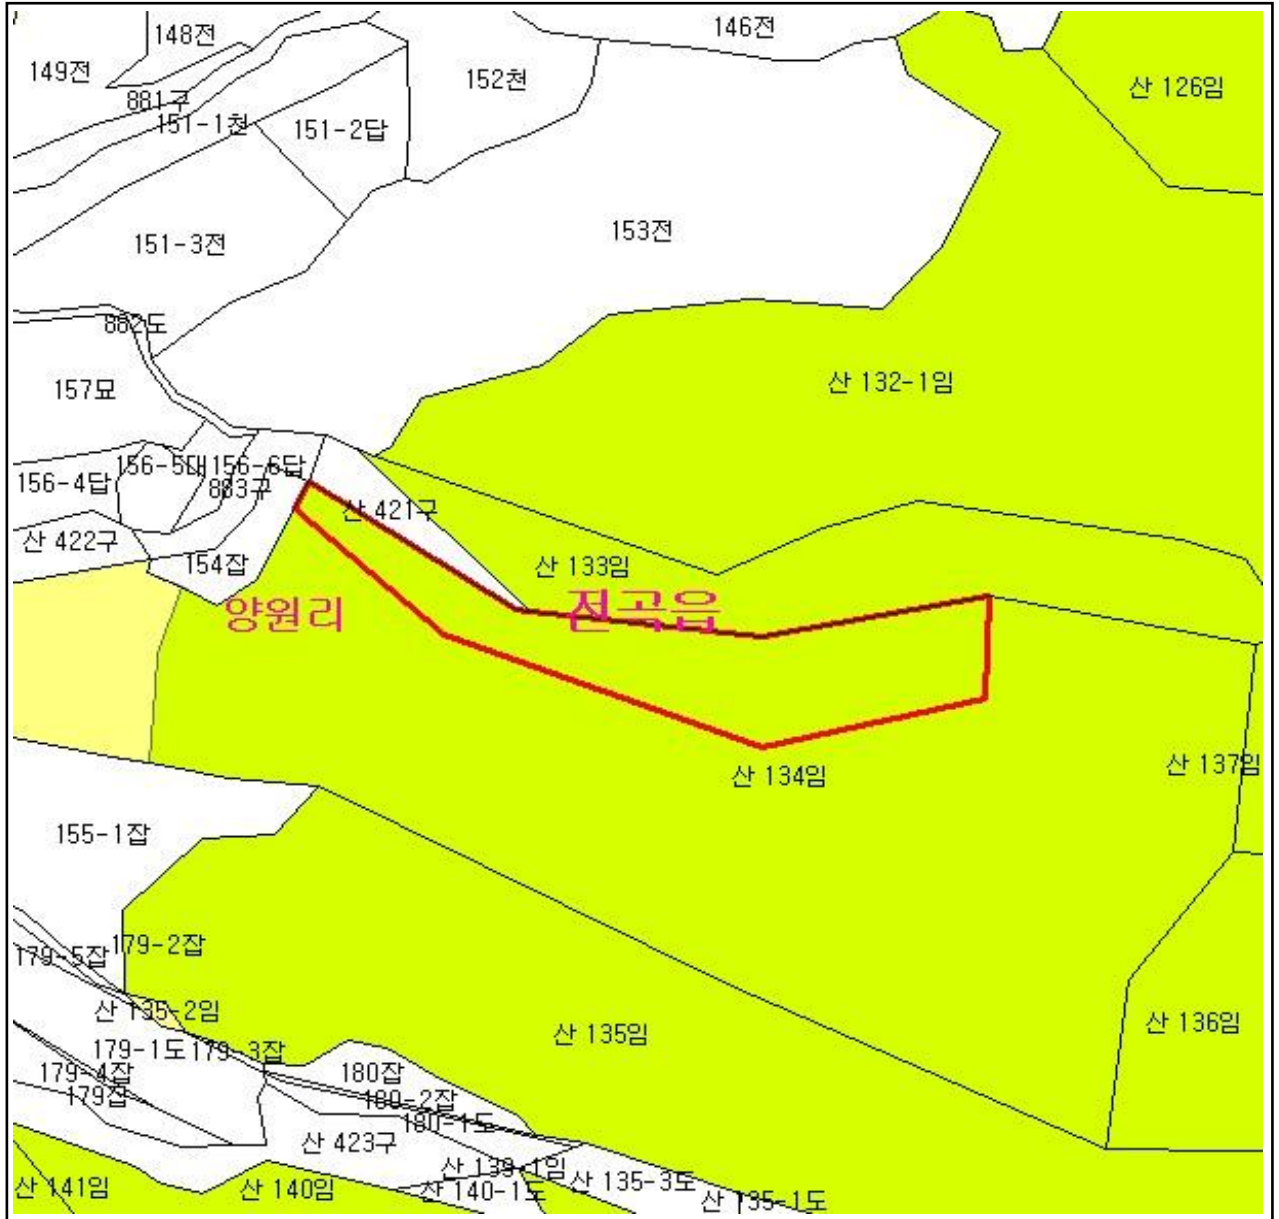 148전
146전
149전
152천
산 126임
881구
151-1천
151-2답
151-3전
153전
882도
157묘
산 132-1임
156-5대
156-6답
156-4답
883구
산 421구
산 422구
154잡
산 133임
양원리
전곡읍
산 134임
산 137임
155-1잡
179-2잡
179-5잡
산 135-2임
산 136임
산 135임
179-1도
179-3잡
179-4잡
180잡
179잡
180-2잡
180-1도
산 423구
산 139-1임
산 141임
산 140임
산 140-1도
산 135-3도
산 135-1도